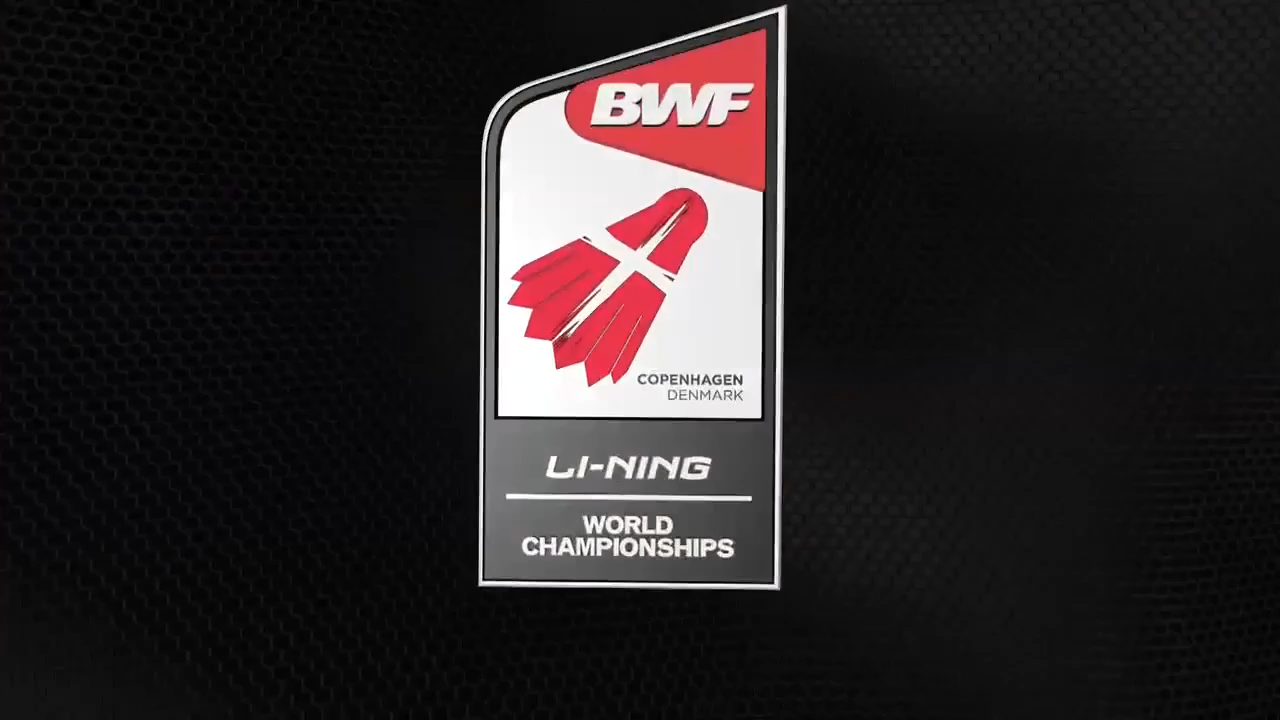 BWF
COPENHAGEN
DENMARK
LI-NING
WORLD
CHAMPIONSHIPS